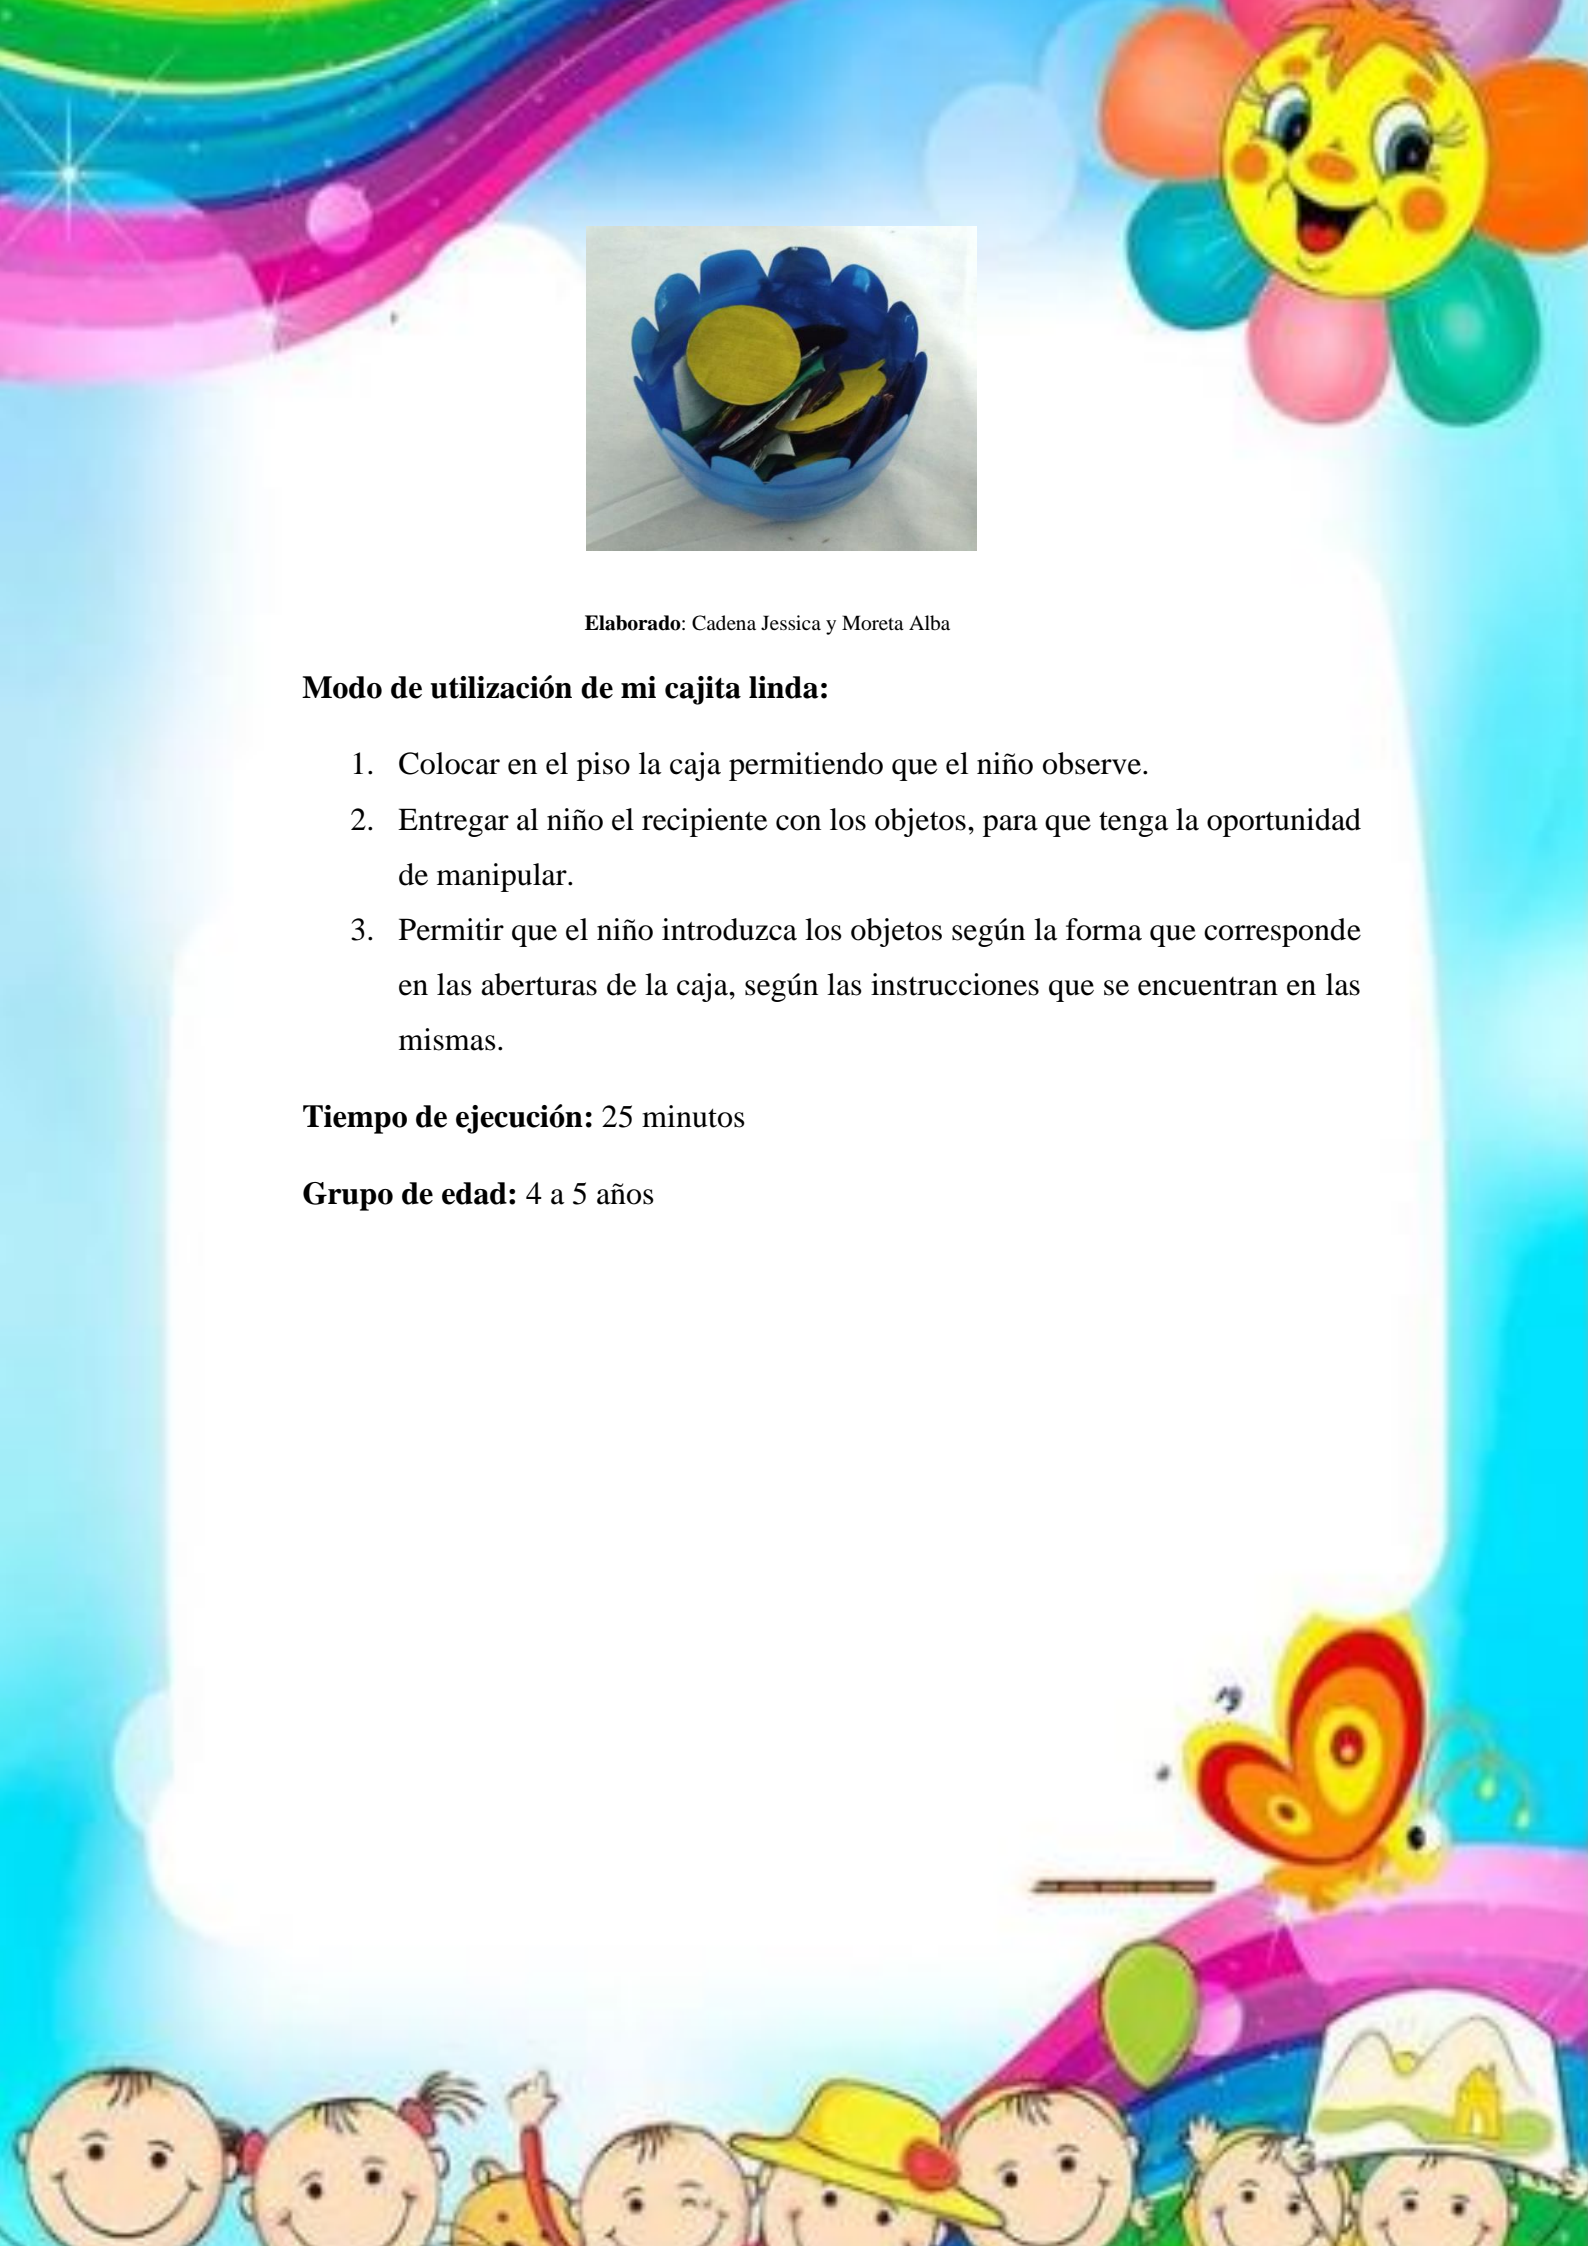 Elaborado: Cadena Jessica y Moreta Alba
Modo de utilización de mi cajita linda:
1. Colocar en el piso la caja permitiendo que el niño observe.
2. Entregar al niño el recipiente con los objetos, para que tenga la oportunidad
de manipular.
3. Permitir que el niño introduzca los objetos según la forma que corresponde
en las aberturas de la caja, según las instrucciones que se encuentran en las
mismas.
Tiempo de ejecución: 25 minutos
Grupo de edad: 4 a 5 años